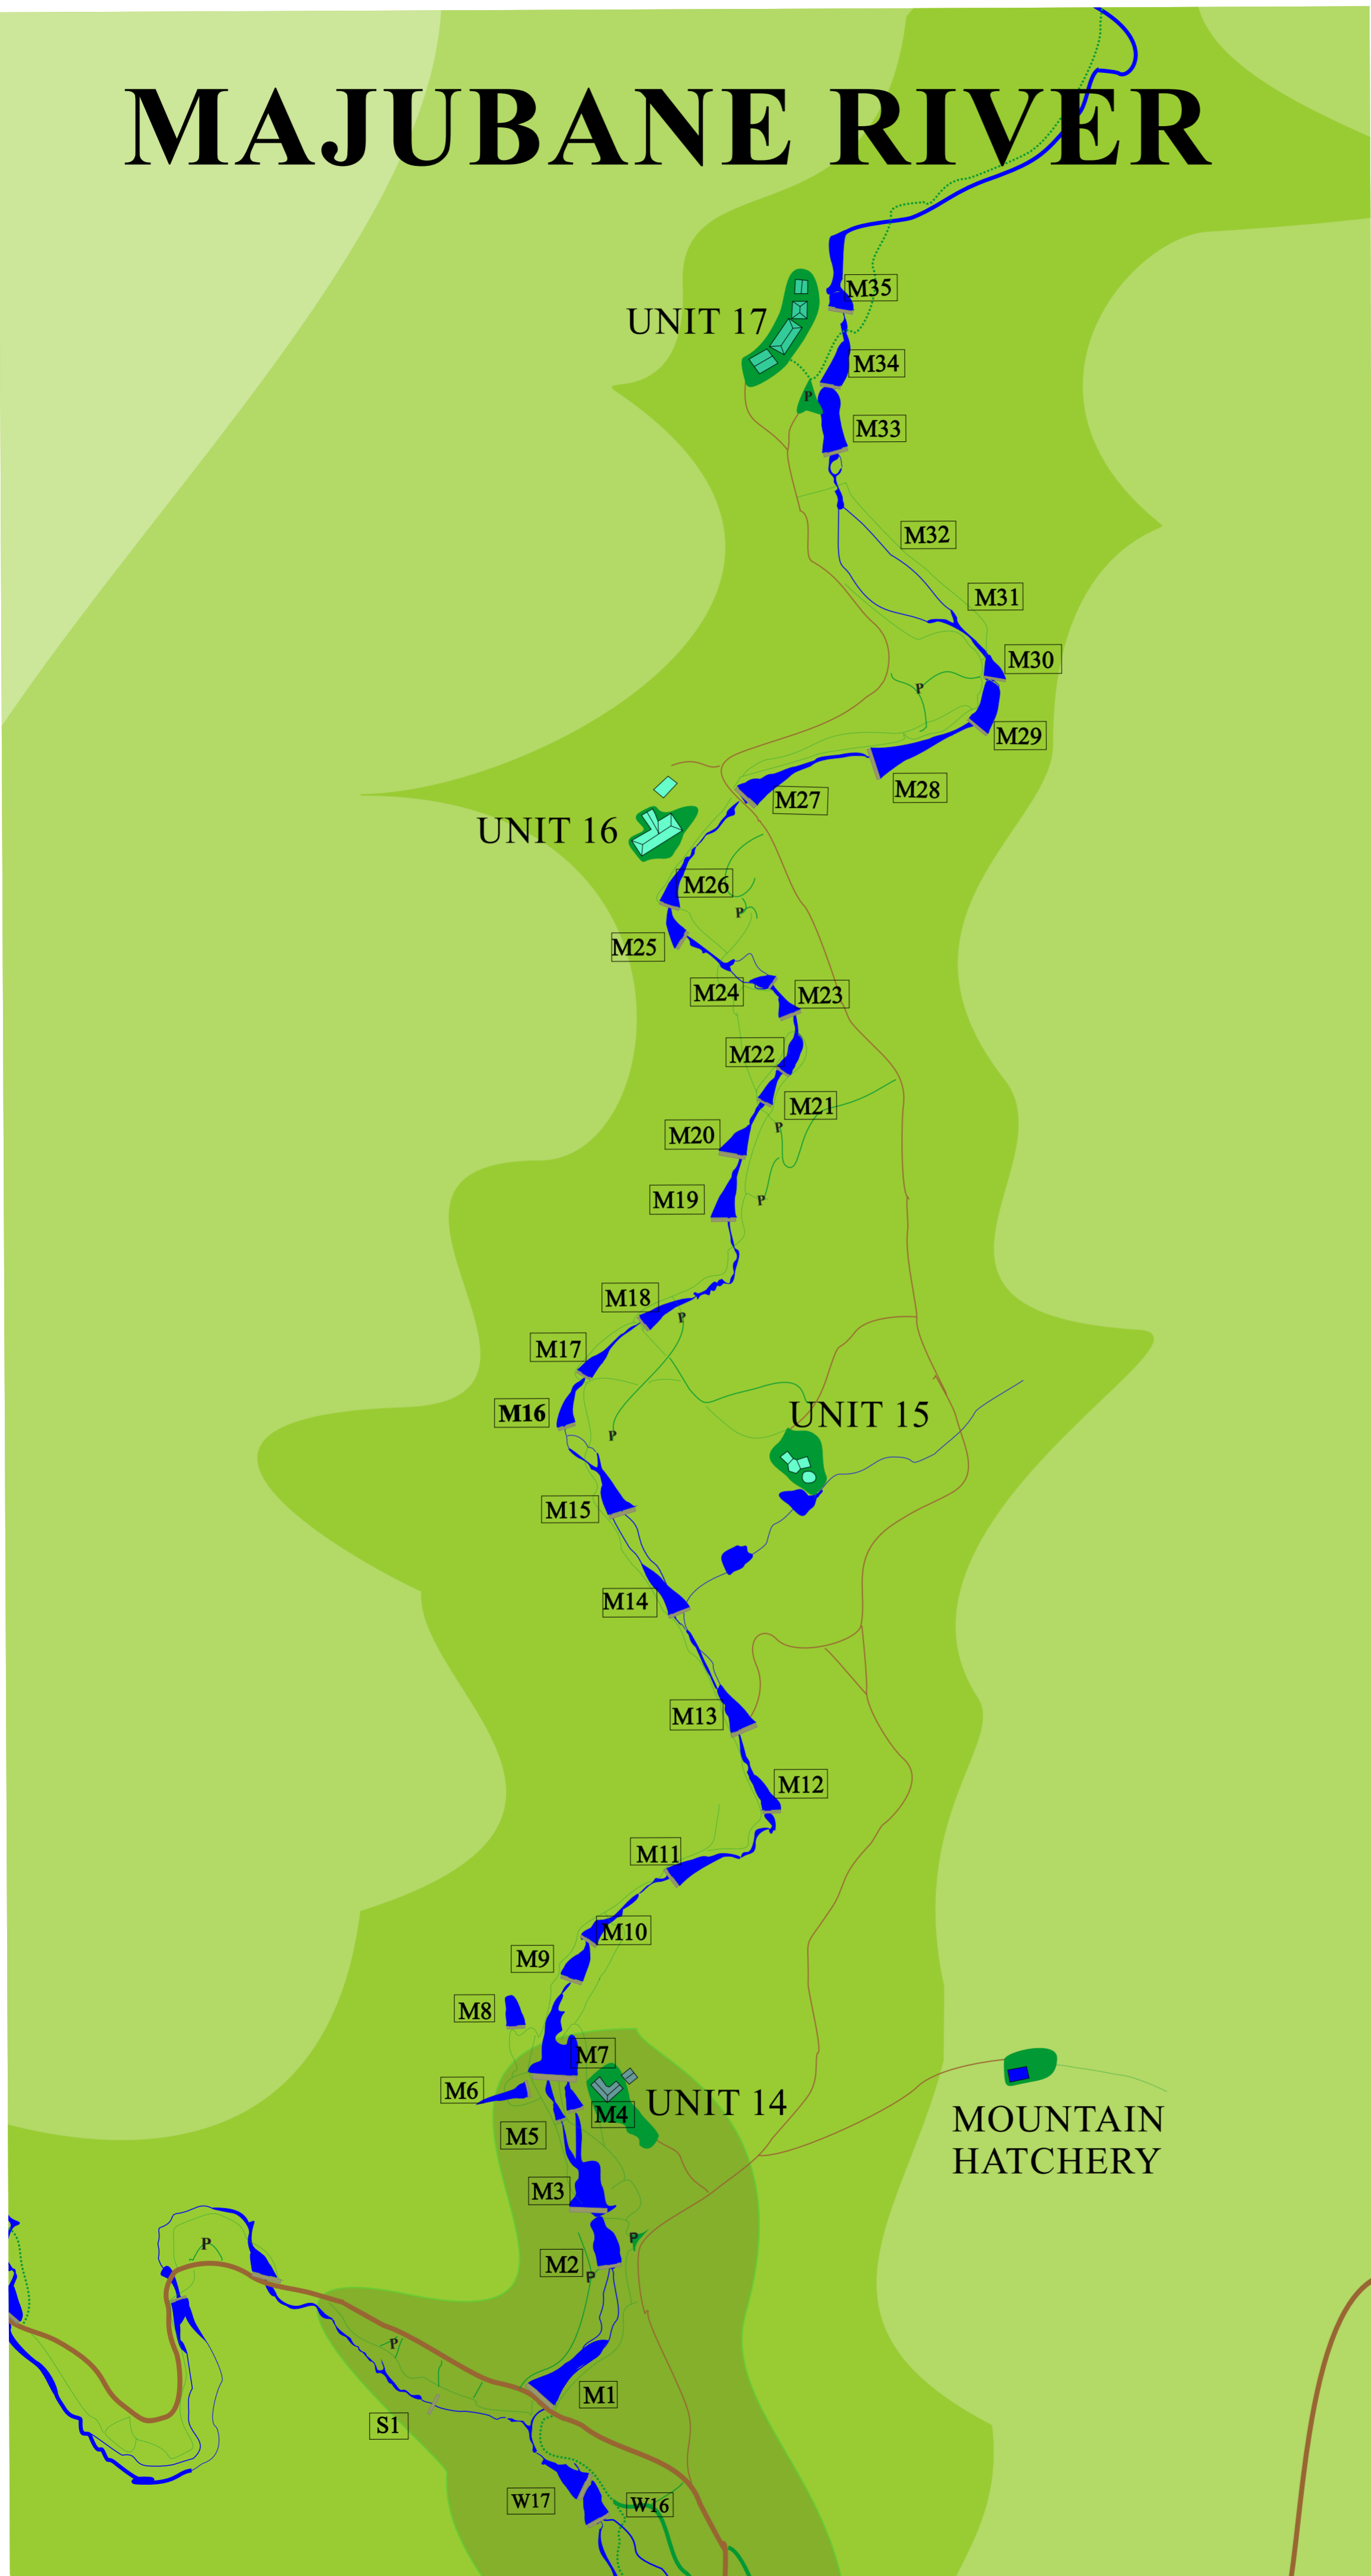 MAJUBANE RIVER
M35
UNIT 17
M34
P
M33
M32
M31
M30
P
M29
M28
M27
UNIT 16
M26
P
M25
M24
M23
M22
M21
P
M20
M19
P
M18
P
M17
M16
UNIT 15
P
M15
M14
M13
M12
M11
M10
M9
M8
M7
M6
UNIT 14
M4
MOUNTAIN
HATCHERY
M5
M3
P
P
M2
P
P
M1
S1
W17
W16